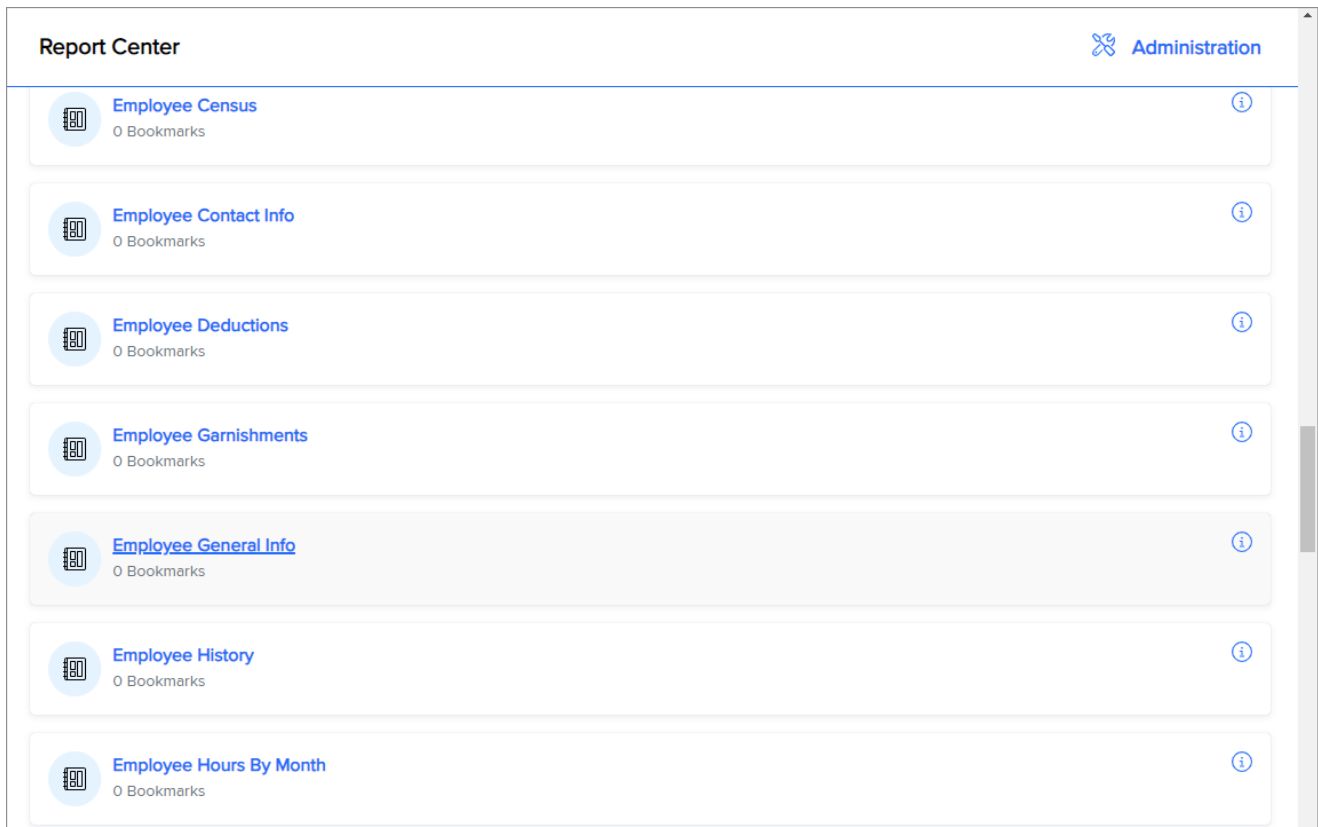 Report Center
Administration
Employee Census
0 Bookmarks
Employee Contact Info
0 Bookmarks
Employee Deductions
0 Bookmarks
Employee Garnishments
0 Bookmarks
Employee General Info
0 Bookmarks
Employee History
0 Bookmarks
Employee Hours By Month
0 Bookmarks